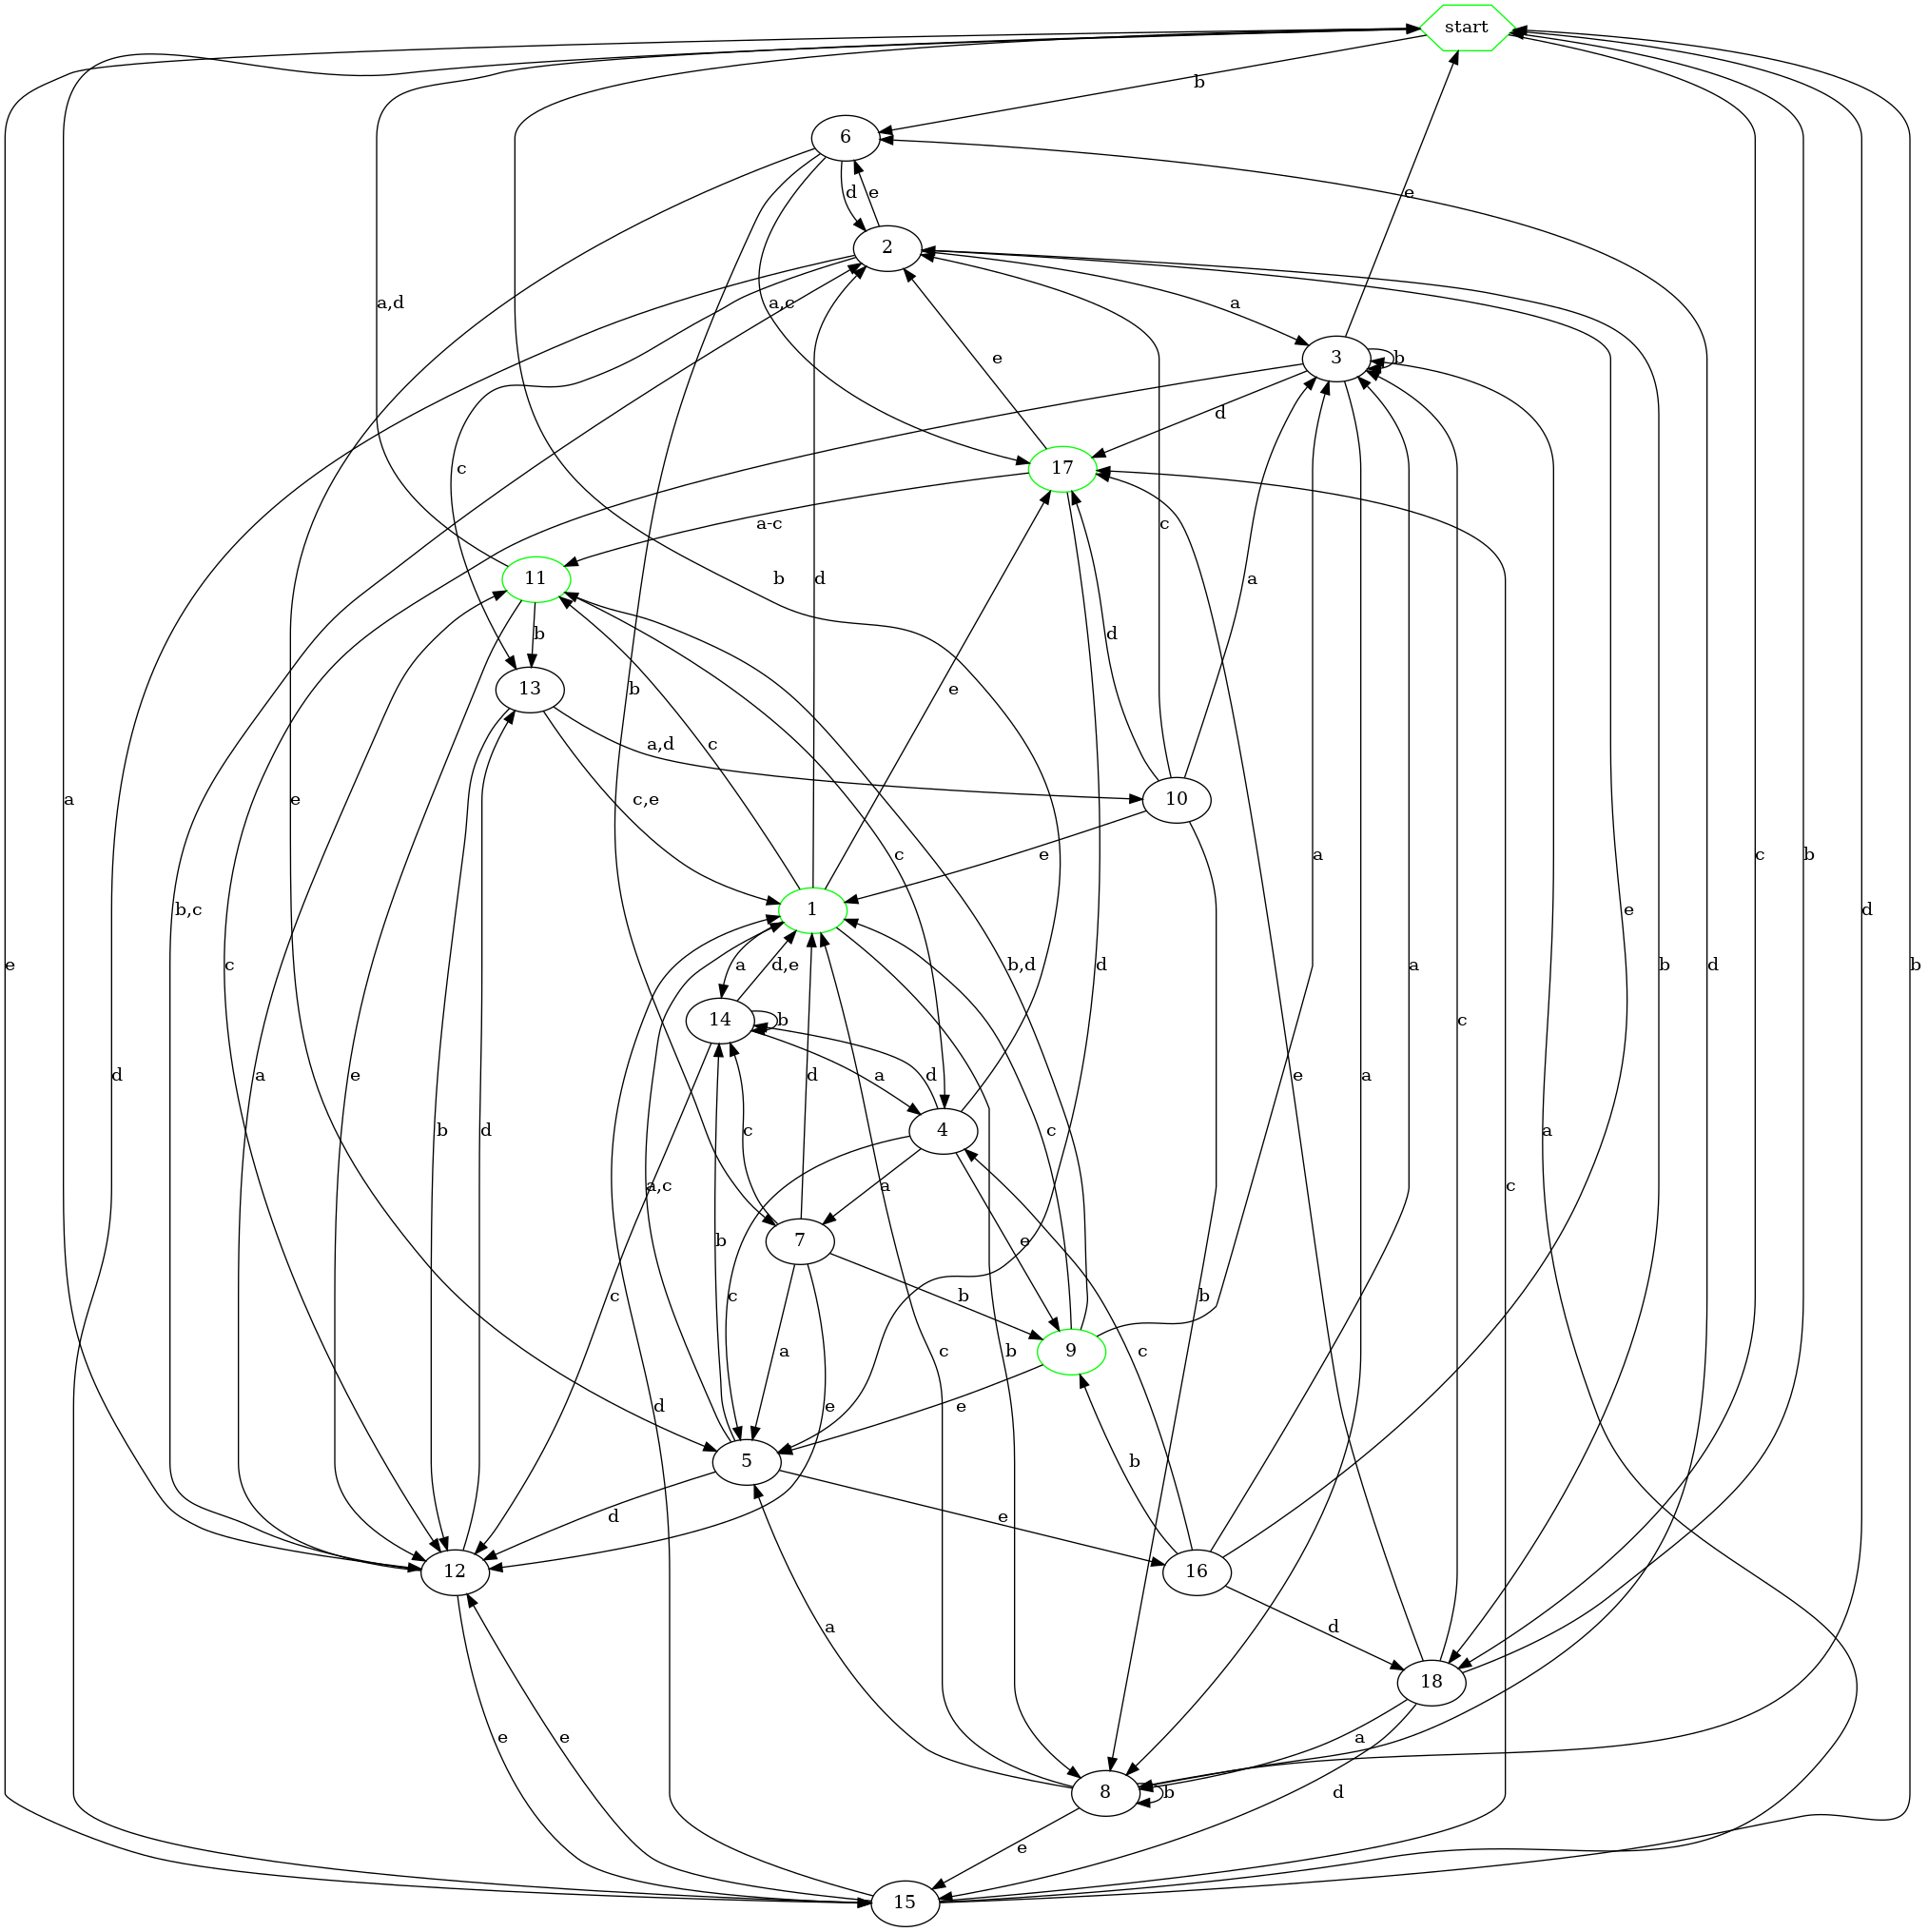 start
b
6
d e
2
a,d a,c a e
3 b
e d
17
c a-c c
11
b b d a
b
13
a,d c e
10
c,e
e
a e 1 a
b,c c a e b a d,e b,d d a c b d
14 b
e
d a d
4
d c a,c b c a e c a
7
c a b b c
9
d e e b
5
d e
12 16
a d
18
e e c b a d
8 b
e
15